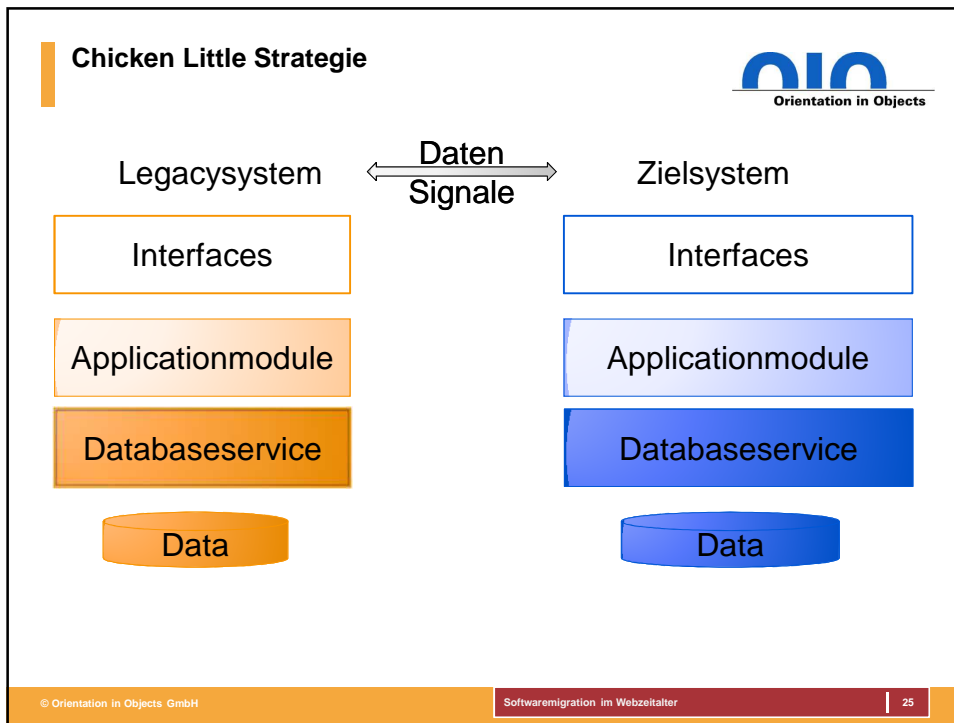 Chicken Little Strategie
OIO
Orientation in Objects
Legacysystem
Daten
Signale
Zielsystem
Interfaces
Interfaces
Applicationmodule
Applicationmodule
Databaseservice
Databaseservice
Data
Data
© Orientation in Objects GmbH
Softwaremigration im Webzeitalter
25